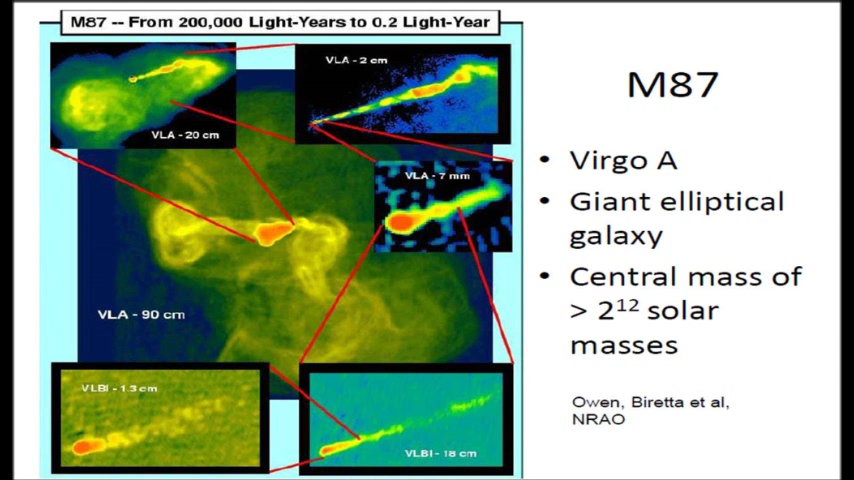 M87 -- From 200,000 Light-Years to 0.2 Light-Year
VLA - 20 cm
VLA - 2 cm
VLA - 7 mm
VLA - 90 cm
VLBI - 1.3 cm
VLBI - 18 cm
M87
• Virgo A
• Giant elliptical
galaxy
• Central mass of
> 2¹² solar
masses
Owen, Biretta et al,
NRAO